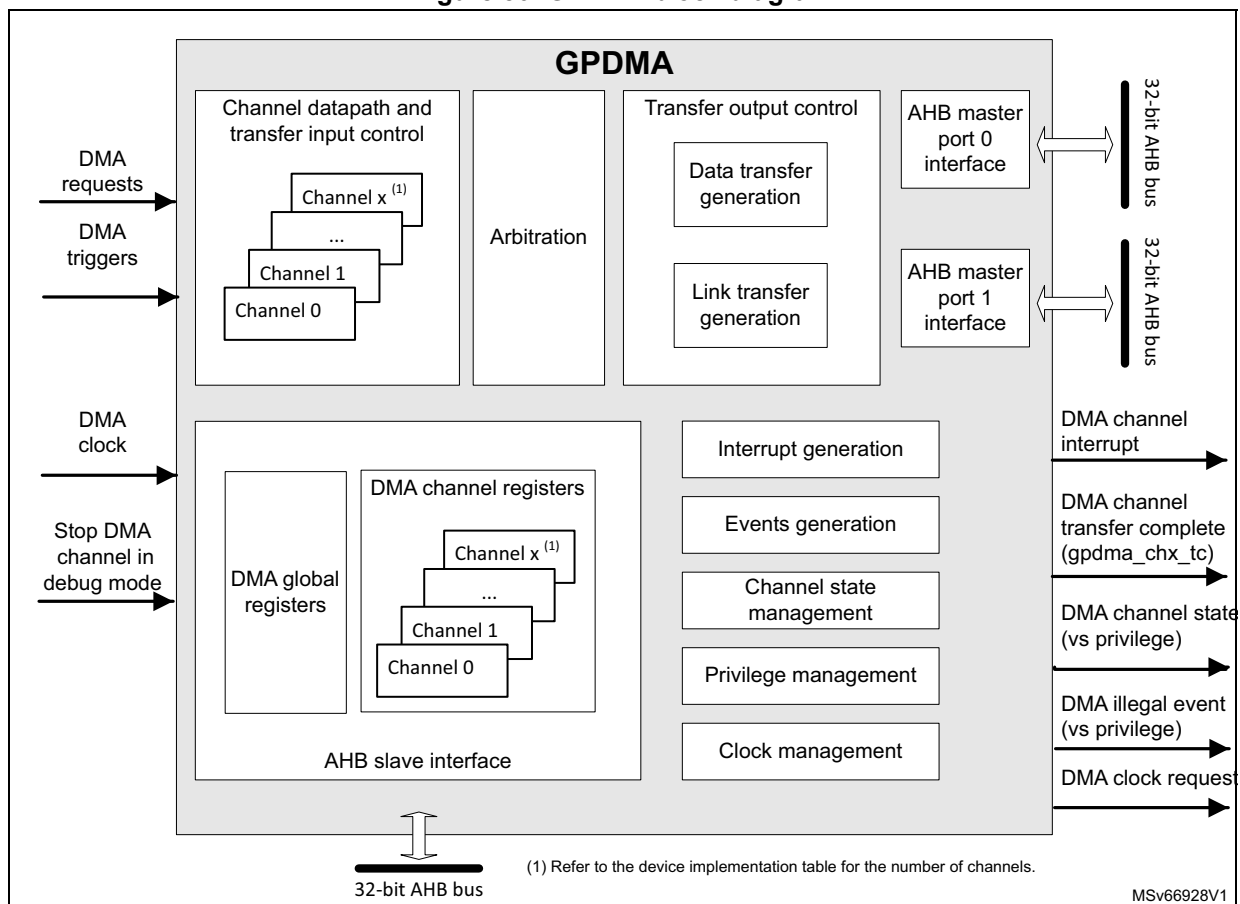 GPDMA
Channel datapath and
transfer input control
Channel x (1)
...
Channel 1
Channel 0
Arbitration
Transfer output control
Data transfer
generation
Link transfer
generation
AHB master
port 0
interface
AHB master
port 1
interface
32-bit AHB bus
32-bit AHB bus
DMA
requests
DMA
triggers
DMA
clock
Stop DMA
channel in
debug mode
DMA global
registers
DMA channel registers
Channel x (1)
...
Channel 1
Channel 0
AHB slave interface
Interrupt generation
Events generation
Channel state
management
Privilege management
Clock management
DMA channel
interrupt
DMA channel
transfer complete
(gpdma_chx_tc)
DMA channel state
(vs privilege)
DMA illegal event
(vs privilege)
DMA clock request
32-bit AHB bus
(1) Refer to the device implementation table for the number of channels.
MSv66928V1